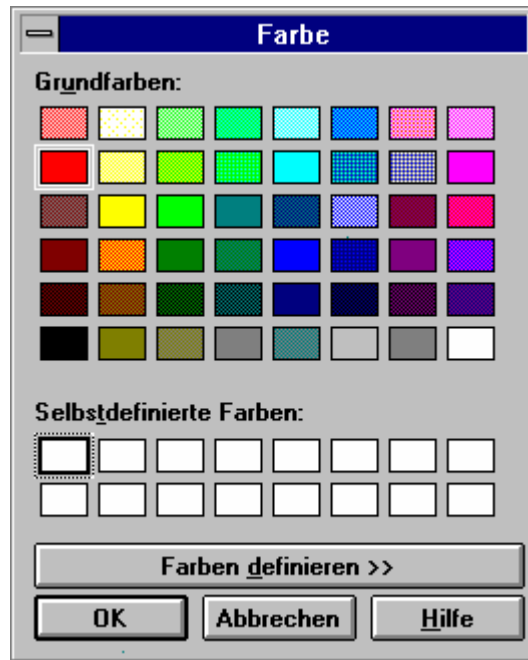 Farbe
Grundfarben:
Selbstdefinierte Farben:
Farben definieren >>
OK Abbrechen Hilfe